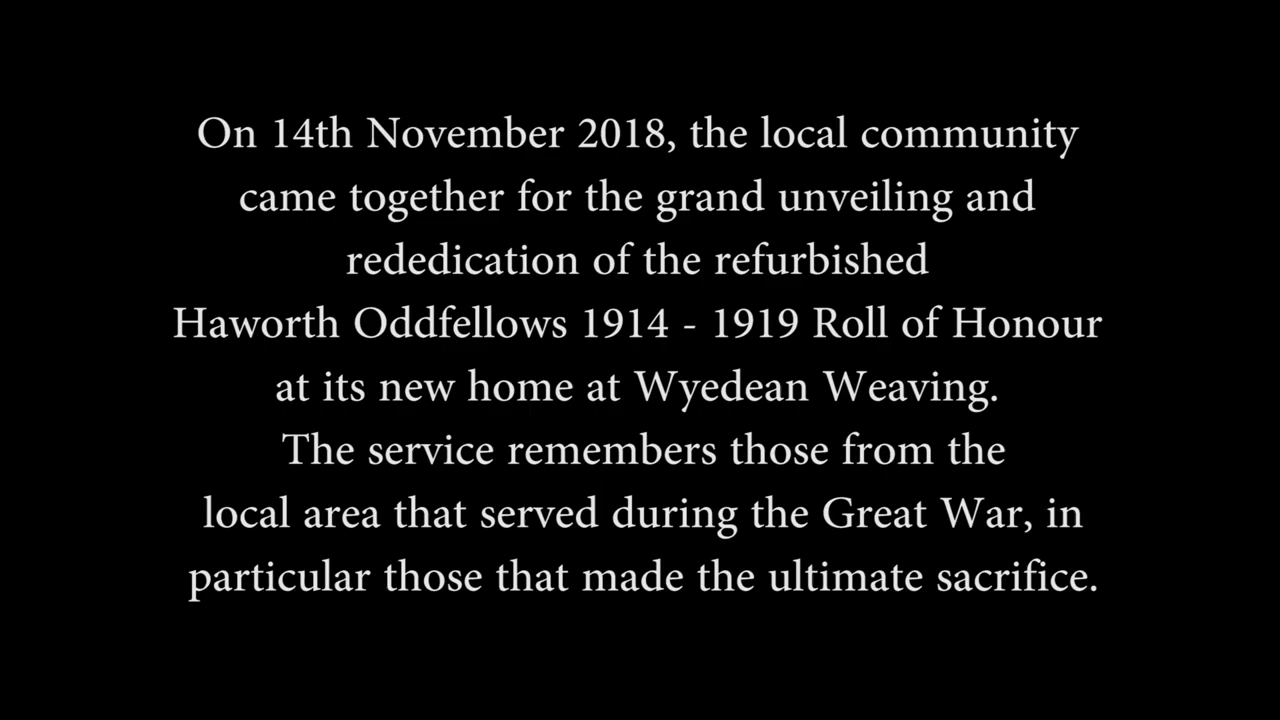 On 14th November 2018, the local community
came together for the grand unveiling and
rededication of the refurbished
Haworth Oddfellows 1914 - 1919 Roll of Honour
at its new home at Wyedean Weaving.
The service remembers those from the
local area that served during the Great War, in
particular those that made the ultimate sacrifice.